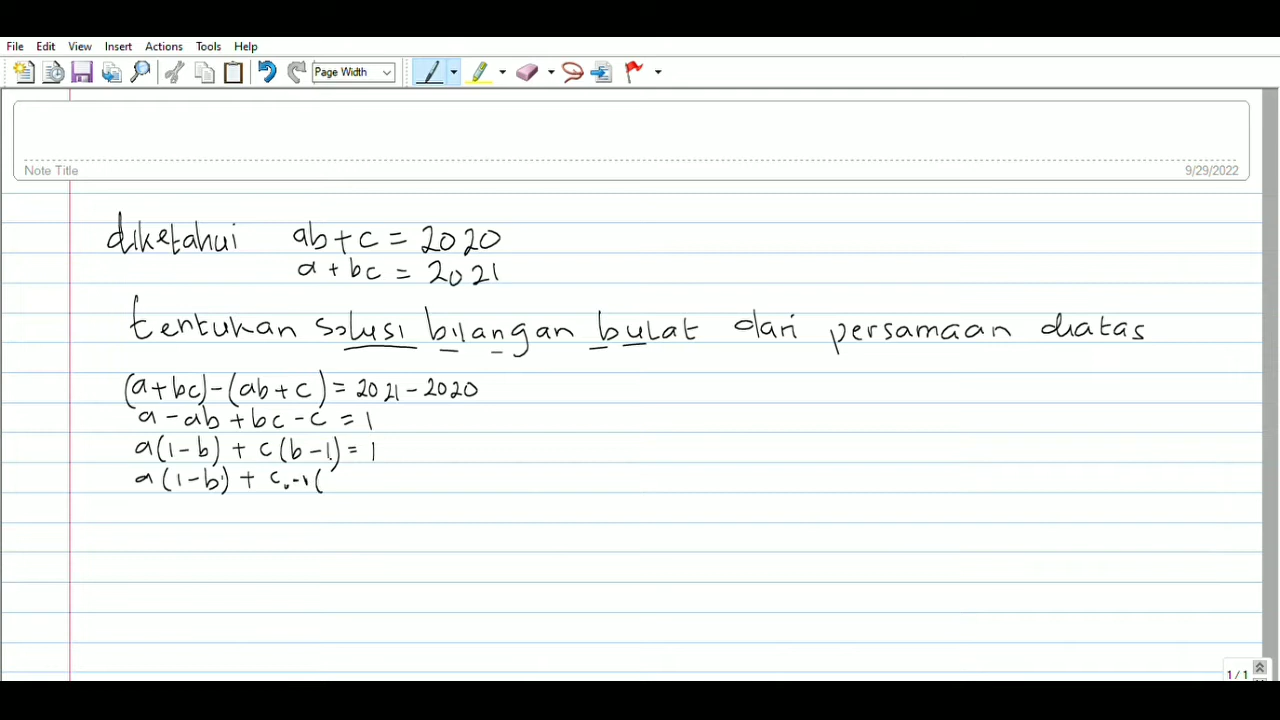 File Edit View Insert Actions Tools Help
Page Width
Note Title
9/29/2022
diketahui ab + c = 2020
a + bc = 2021
tentukan solusi bilangan bulat dari persamaan diatas
(a + bc) - (ab + c) = 2021 - 2020
a - ab + bc - c = 1
a(1 - b) + c(b - 1) = 1
a(1 - b) + c.-1(
1 / 1